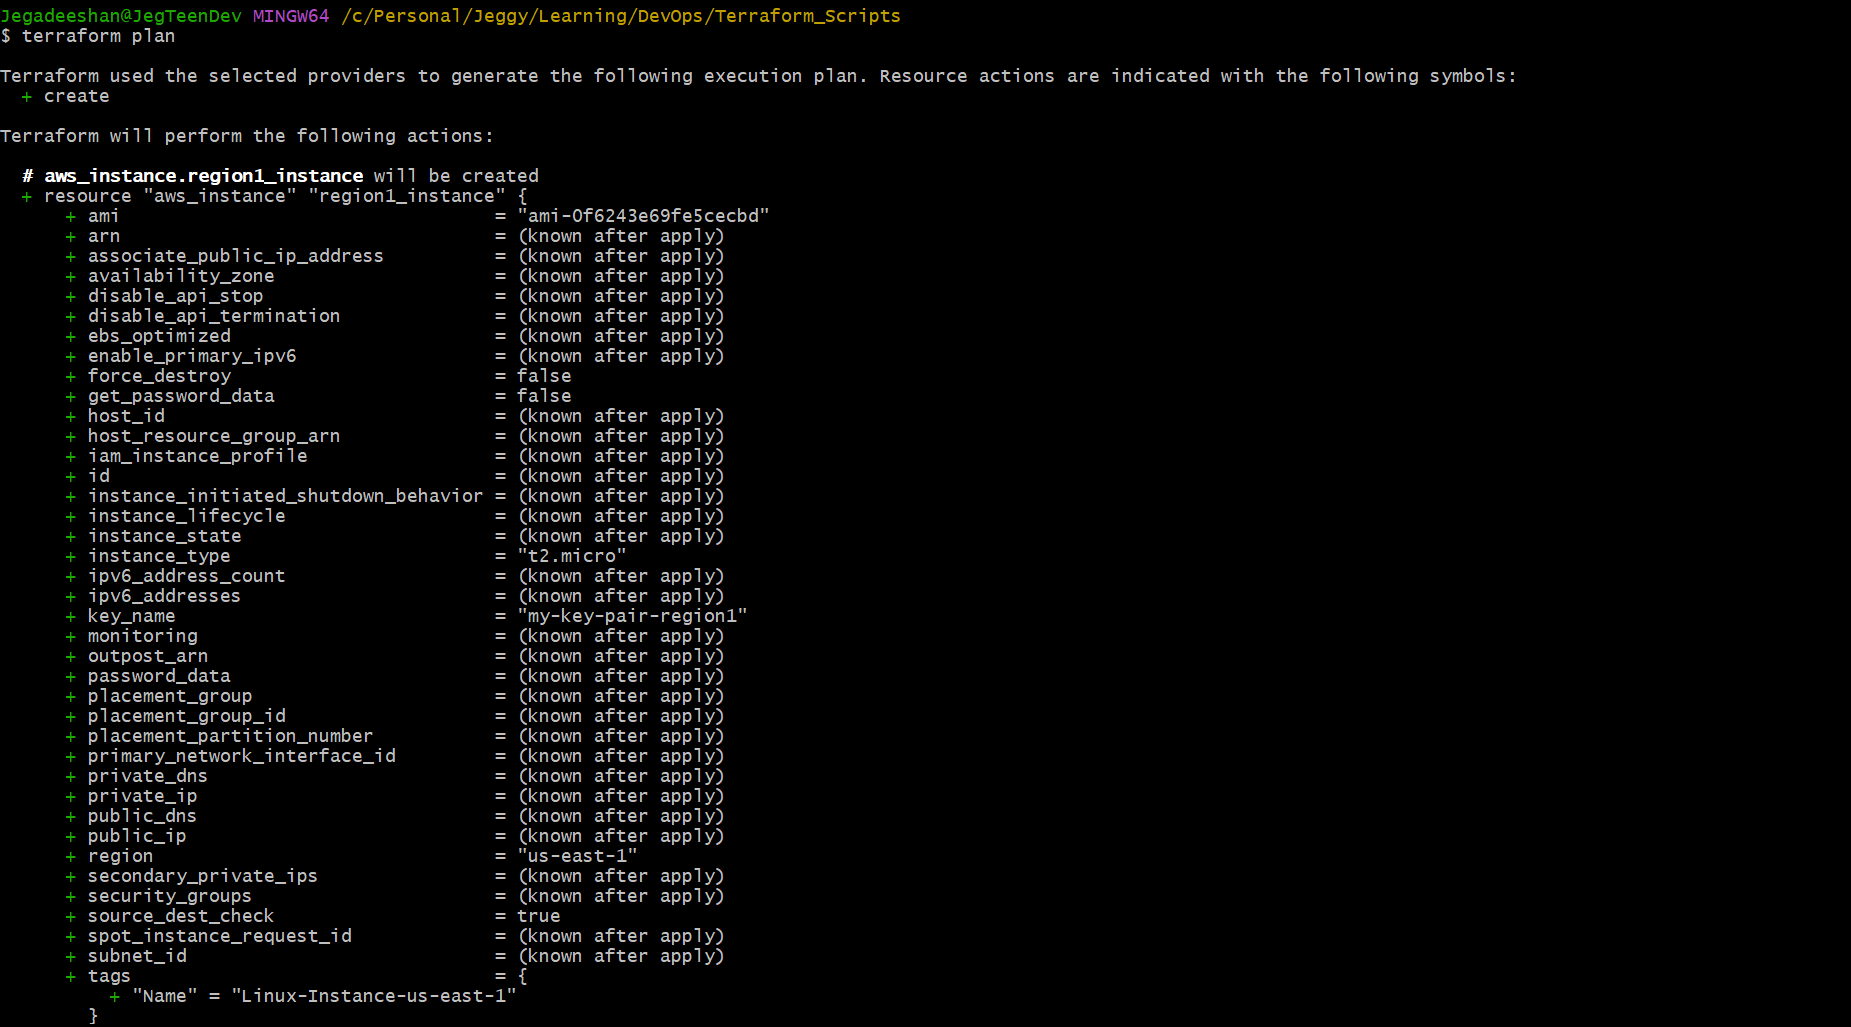 Jegadeeshan@JegTeenDev MINGW64 /c/Personal/Jeggy/Learning/DevOps/Terraform_Scripts
$ terraform plan
Terraform used the selected providers to generate the following execution plan. Resource actions are indicated with the following symbols:
+ create
Terraform will perform the following actions:
# aws_instance.region1_instance will be created
+ resource "aws_instance" "region1_instance" {
+ ami = "ami-0f6243e69fe5cecbd"
+ arn = (known after apply)
+ associate_public_ip_address = (known after apply)
+ availability_zone = (known after apply)
+ disable_api_stop = (known after apply)
+ disable_api_termination = (known after apply)
+ ebs_optimized = (known after apply)
+ enable_primary_ipv6 = (known after apply)
+ force_destroy = false
+ get_password_data = false
+ host_id = (known after apply)
+ host_resource_group_arn = (known after apply)
+ iam_instance_profile = (known after apply)
+ id = (known after apply)
+ instance_initiated_shutdown_behavior = (known after apply)
+ instance_lifecycle = (known after apply)
+ instance_state = (known after apply)
+ instance_type = "t2.micro"
+ ipv6_address_count = (known after apply)
+ ipv6_addresses = (known after apply)
+ key_name = "my-key-pair-region1"
+ monitoring = (known after apply)
+ outpost_arn = (known after apply)
+ password_data = (known after apply)
+ placement_group = (known after apply)
+ placement_group_id = (known after apply)
+ placement_partition_number = (known after apply)
+ primary_network_interface_id = (known after apply)
+ private_dns = (known after apply)
+ private_ip = (known after apply)
+ public_dns = (known after apply)
+ public_ip = (known after apply)
+ region = "us-east-1"
+ secondary_private_ips = (known after apply)
+ security_groups = (known after apply)
+ source_dest_check = true
+ spot_instance_request_id = (known after apply)
+ subnet_id = (known after apply)
+ tags = {
+ "Name" = "Linux-Instance-us-east-1"
}